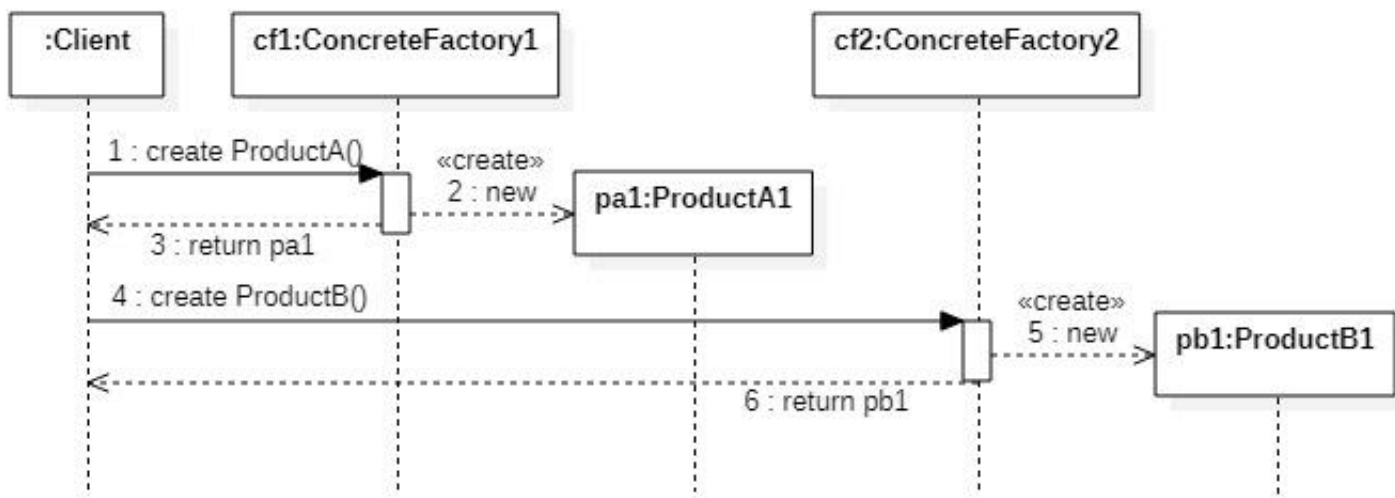 :Client
cf1:ConcreteFactory1
cf2:ConcreteFactory2
1 : create ProductA()
«create»
2 : new
pa1:ProductA1
3 : return pa1
4 : create ProductB()
«create»
5 : new
pb1:ProductB1
6 : return pb1